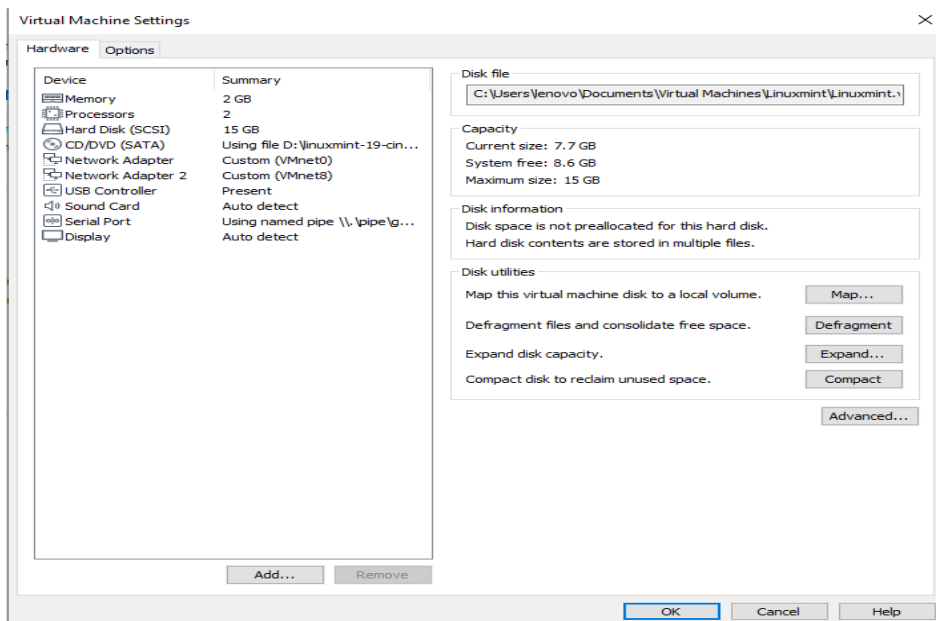 Virtual Machine Settings
Hardware Options
Device Summary
Memory 2 GB
Processors 2
Hard Disk (SCSI) 15 GB
CD/DVD (SATA) Using file D:\linuxmint-19-cin...
Network Adapter Custom (VMnet0)
Network Adapter 2 Custom (VMnet8)
USB Controller Present
Sound Card Auto detect
Serial Port Using named pipe \\.\pipe\g...
Display Auto detect
Add... Remove
Disk file
C:\Users\lenovo\Documents\Virtual Machines\Linuxmint\Linuxmint.v
Capacity
Current size: 7.7 GB
System free: 8.6 GB
Maximum size: 15 GB
Disk information
Disk space is not preallocated for this hard disk.
Hard disk contents are stored in multiple files.
Disk utilities
Map this virtual machine disk to a local volume. Map...
Defragment files and consolidate free space. Defragment
Expand disk capacity. Expand...
Compact disk to reclaim unused space. Compact
Advanced...
OK Cancel Help